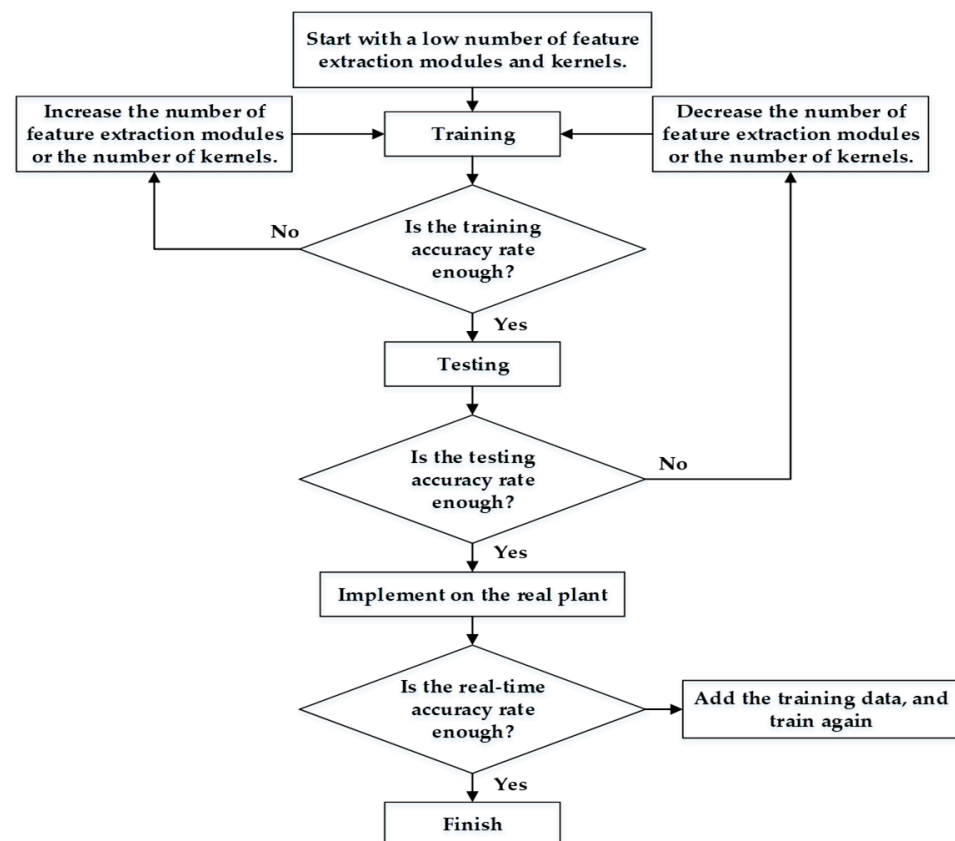 Start with a low number of feature
extraction modules and kernels.
Increase the number of
feature extraction modules
or the number of kernels.
Training
Decrease the number of
feature extraction modules
or the number of kernels.
No
Is the training
accuracy rate
enough?
Yes
Testing
Is the testing
accuracy rate
enough?
No
Yes
Implement on the real plant
Is the real-time
accuracy rate
enough?
Add the training data, and
train again
Yes
Finish